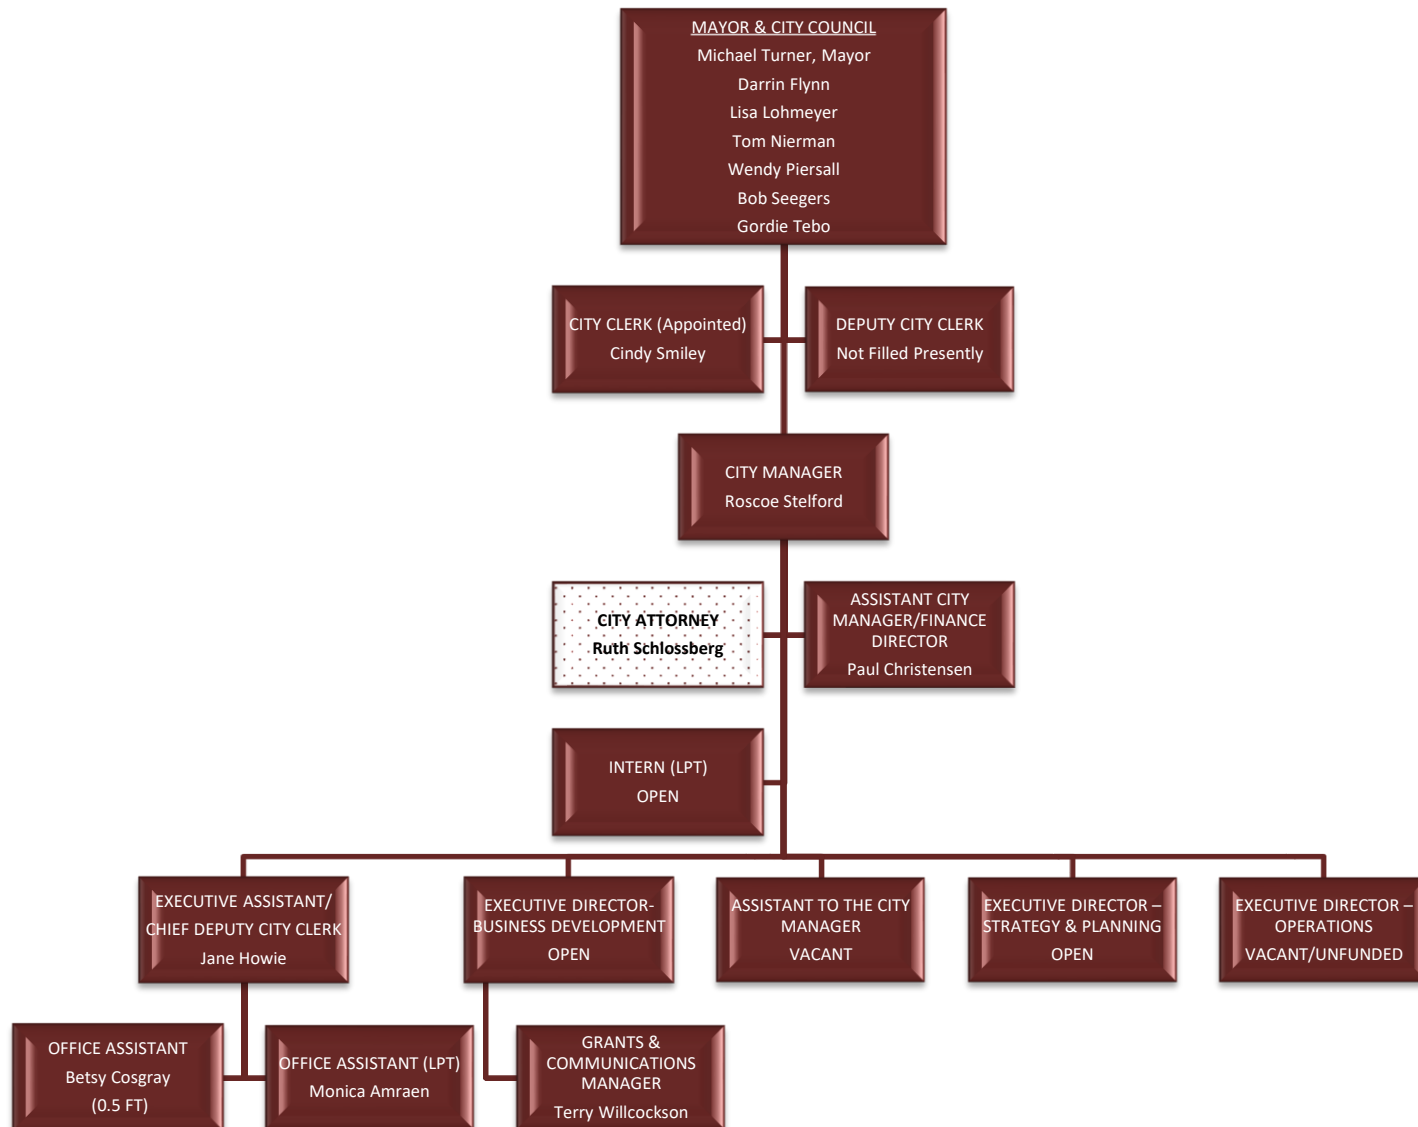 MAYOR & CITY COUNCIL
Michael Turner, Mayor
Darrin Flynn
Lisa Lohmeyer
Tom Nierman
Wendy Piersall
Bob Seegers
Gordie Tebo
CITY CLERK (Appointed)
Cindy Smiley
DEPUTY CITY CLERK
Not Filled Presently
CITY MANAGER
Roscoe Stelford
CITY ATTORNEY
Ruth Schlossberg
ASSISTANT CITY
MANAGER/FINANCE
DIRECTOR
Paul Christensen
INTERN (LPT)
OPEN
EXECUTIVE ASSISTANT/
CHIEF DEPUTY CITY CLERK
Jane Howie
EXECUTIVE DIRECTOR-
BUSINESS DEVELOPMENT
OPEN
ASSISTANT TO THE CITY
MANAGER
VACANT
EXECUTIVE DIRECTOR –
STRATEGY & PLANNING
OPEN
EXECUTIVE DIRECTOR –
OPERATIONS
VACANT/UNFUNDED
OFFICE ASSISTANT
Betsy Cosgray
(0.5 FT)
OFFICE ASSISTANT (LPT)
Monica Amraen
GRANTS &
COMMUNICATIONS
MANAGER
Terry Willcockson